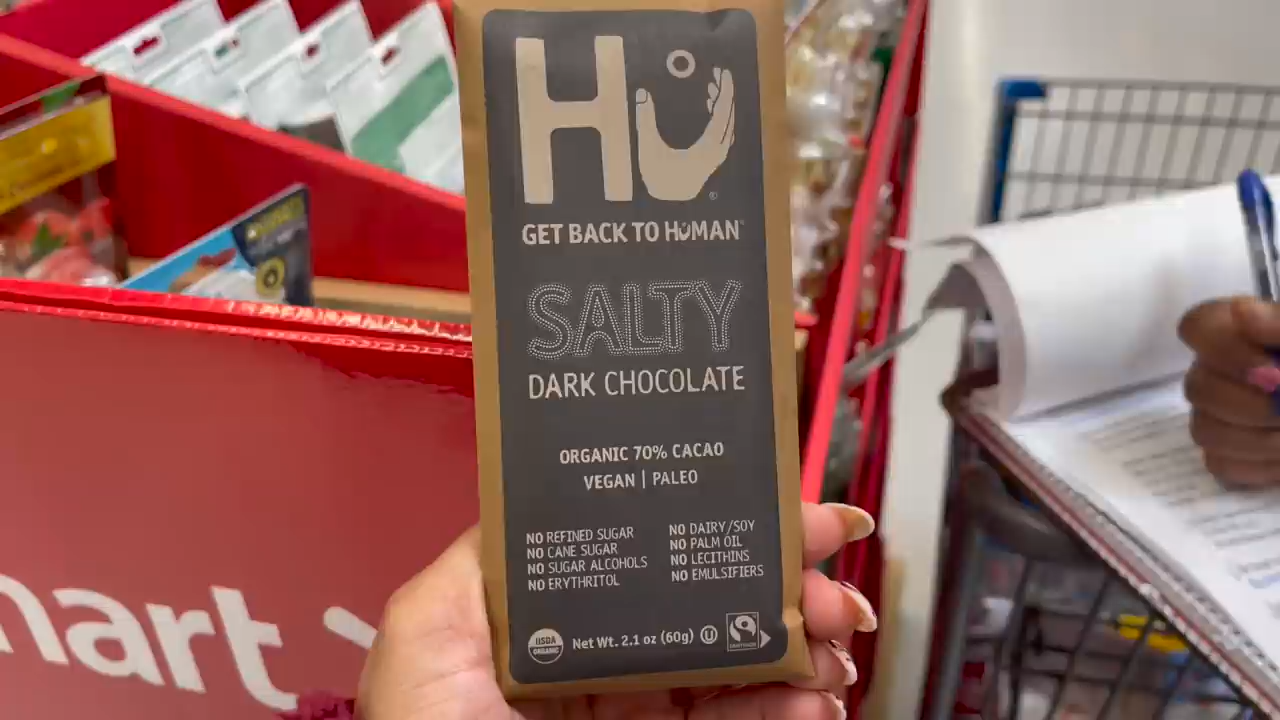 HU
GET BACK TO HUMAN
SALTY
DARK CHOCOLATE
ORGANIC 70% CACAO
VEGAN | PALEO
NO REFINED SUGAR
NO CANE SUGAR
NO SUGAR ALCOHOLS
NO ERYTHRITOL
NO DAIRY/SOY
NO PALM OIL
NO LECITHINS
NO EMULSIFIERS
USDA
ORGANIC
Net Wt. 2.1 oz (60g)
FAIRTRADE
mart